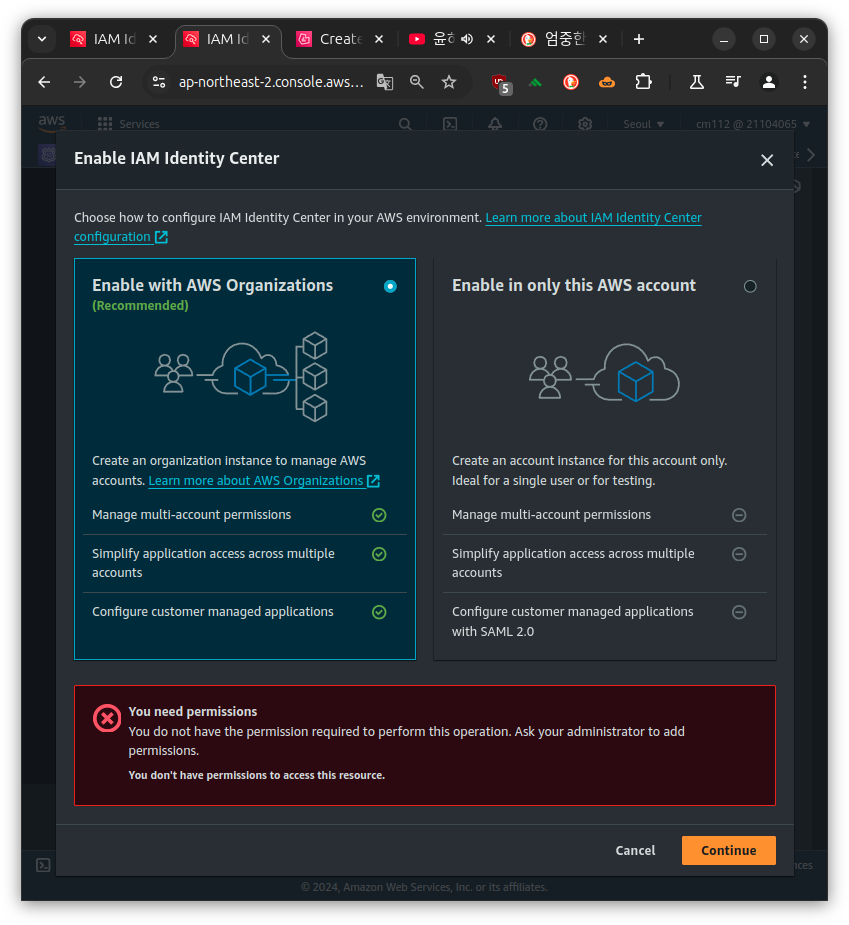 IAM Id
IAM Id
Create
윤ㅎ
엄중한
ap-northeast-2.console.aws...
5
aws
Services
Seoul
cm112 @ 21104065
Enable IAM Identity Center
Choose how to configure IAM Identity Center in your AWS environment. Learn more about IAM Identity Center
configuration
Enable with AWS Organizations
(Recommended)
Create an organization instance to manage AWS
accounts. Learn more about AWS Organizations
Manage multi-account permissions
Simplify application access across multiple
accounts
Configure customer managed applications
Enable in only this AWS account
Create an account instance for this account only.
Ideal for a single user or for testing.
Manage multi-account permissions
Simplify application access across multiple
accounts
Configure customer managed applications
with SAML 2.0
You need permissions
You do not have the permission required to perform this operation. Ask your administrator to add
permissions.
You don't have permissions to access this resource.
Cancel
Continue
nces
© 2024, Amazon Web Services, Inc. or its affiliates.